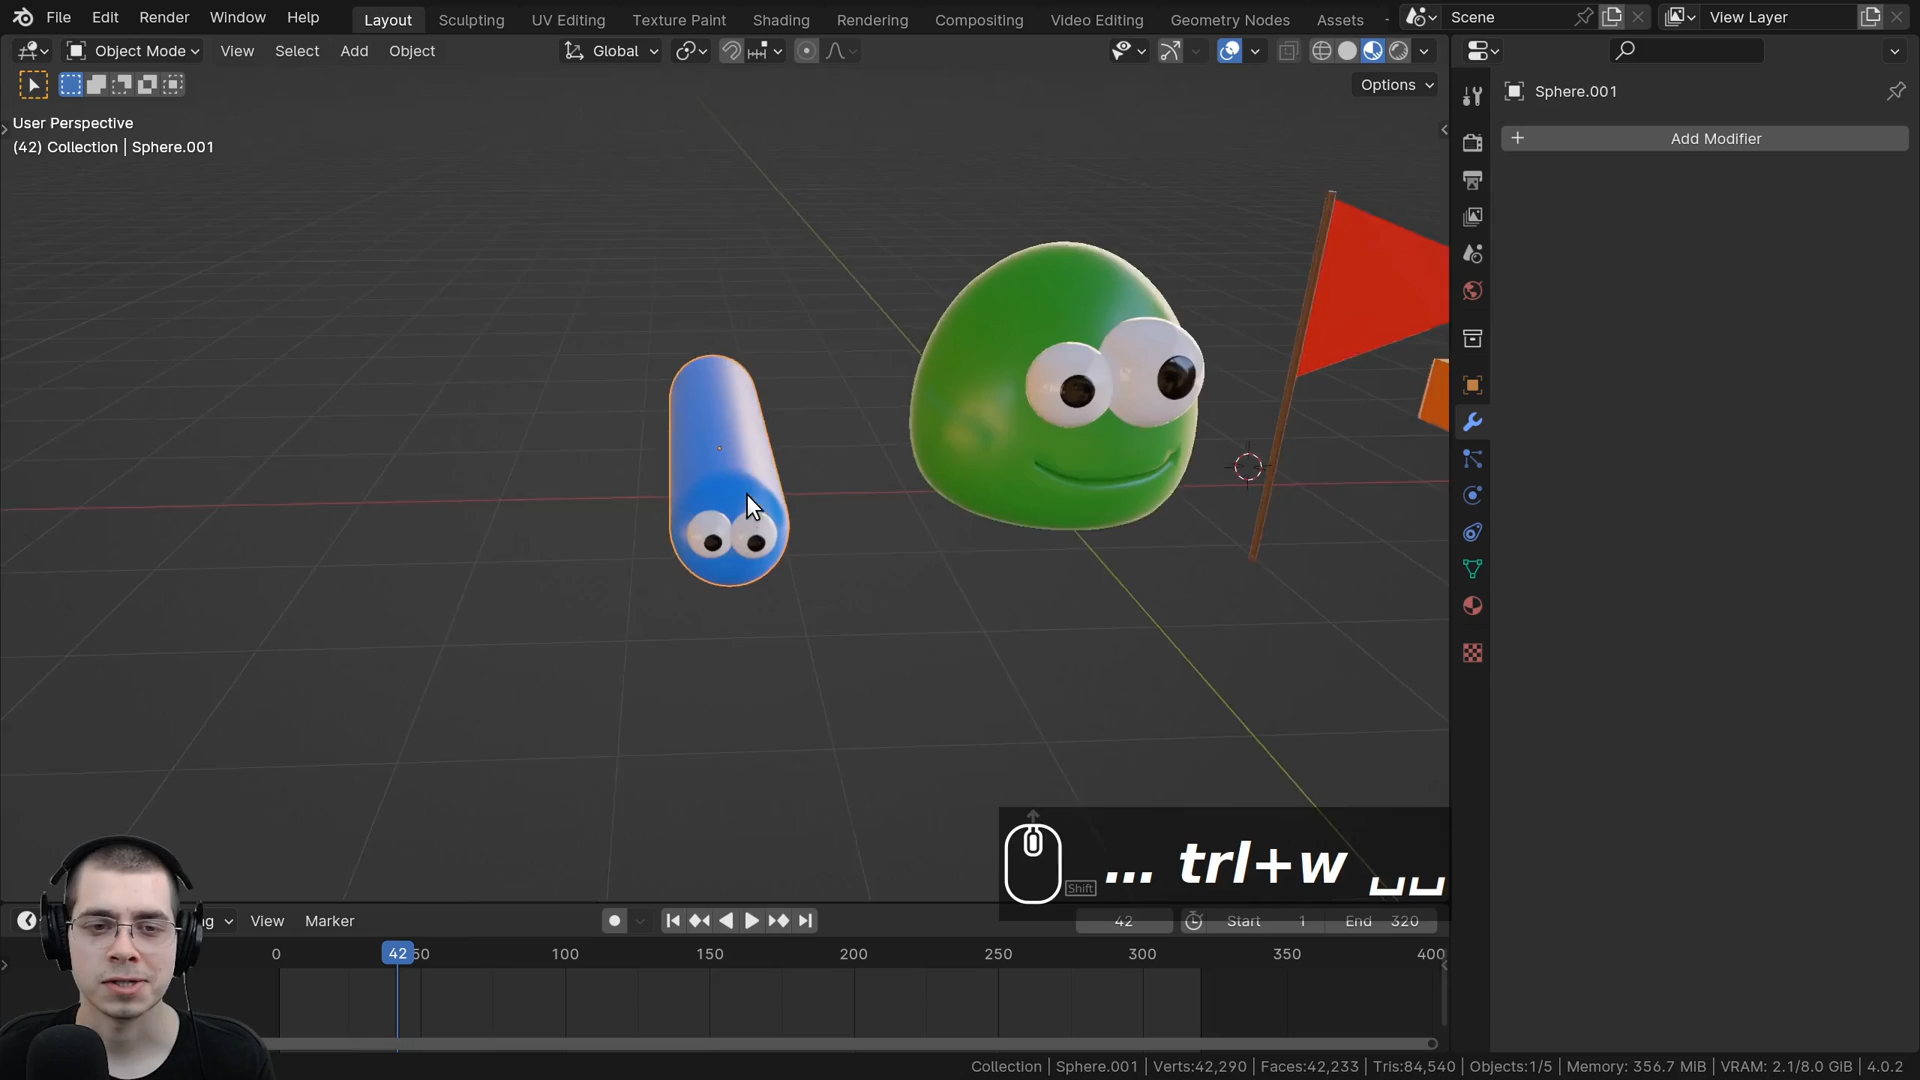 File Edit Render Window Help Layout Sculpting UV Editing Texture Paint Shading Rendering Compositing Video Editing Geometry Nodes Assets Scene View Layer
Object Mode View Select Add Object Global
Options
User Perspective
(42) Collection | Sphere.001
Sphere.001
Add Modifier
Shift ... trl+w ␣␣
View Marker 42 Start 1 End 320
0 42 50 100 150 200 250 300 350 400
Collection | Sphere.001 | Verts:42,290 | Faces:42,233 | Tris:84,540 | Objects:1/5 | Memory: 356.7 MiB | VRAM: 2.1/8.0 GiB | 4.0.2